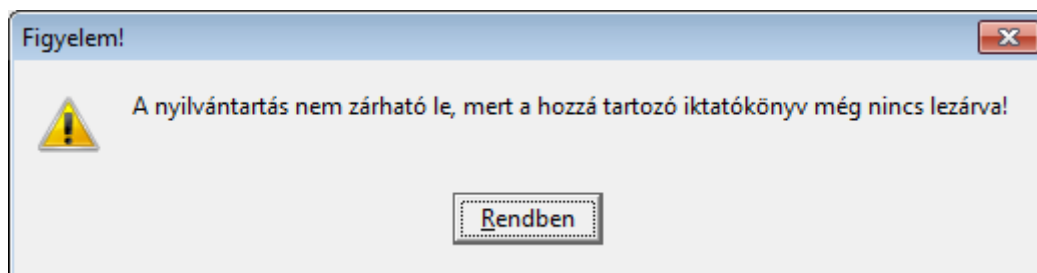 Figyelem!
A nyilvántartás nem zárható le, mert a hozzá tartozó iktatókönyv még nincs lezárva!
Rendben